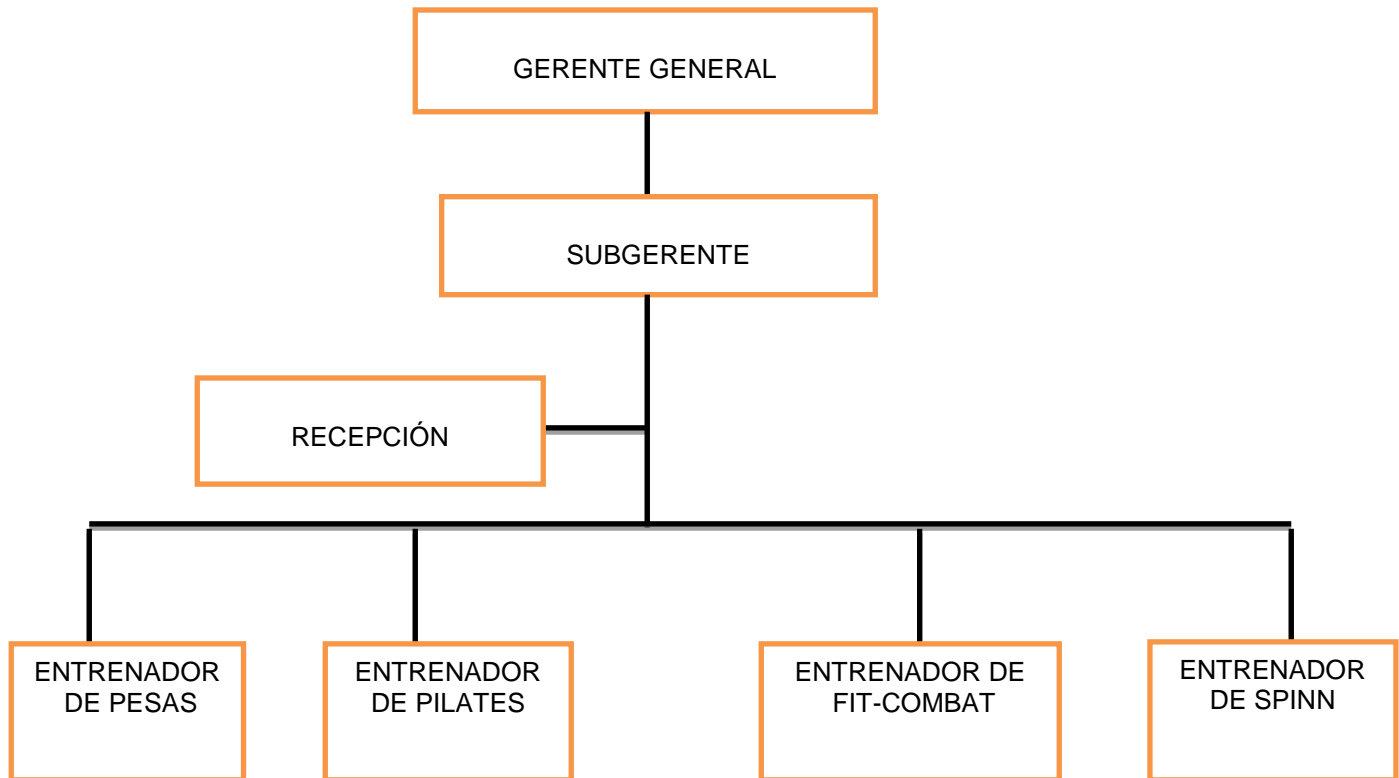 GERENTE GENERAL
SUBGERENTE
RECEPCIÓN
ENTRENADOR
DE PESAS
ENTRENADOR
DE PILATES
ENTRENADOR DE
FIT-COMBAT
ENTRENADOR
DE SPINN